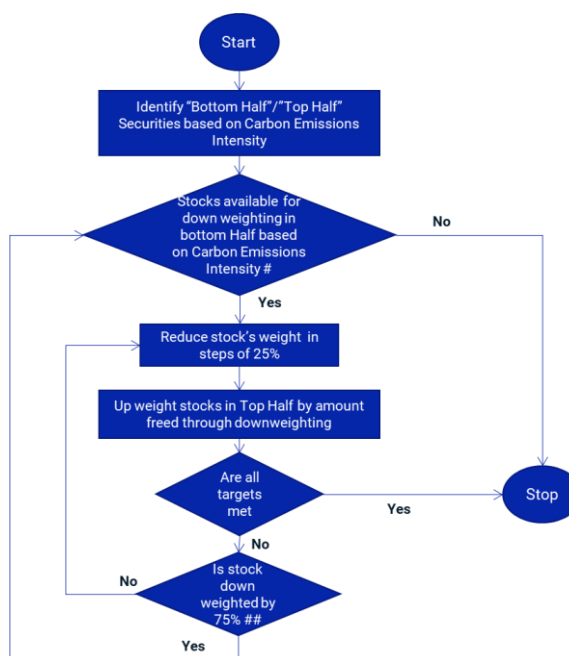 Start
Identify “Bottom Half”/”Top Half”
Securities based on Carbon Emissions
Intensity
Stocks available for
down weighting in
bottom Half based
on Carbon Emissions
Intensity #
No
Yes
Reduce stock’s weight in
steps of 25%
Up weight stocks in Top Half by amount
freed through downweighting
Are all
targets
met
Yes
Stop
No
Is stock
down
weighted by
75% ##
No
Yes